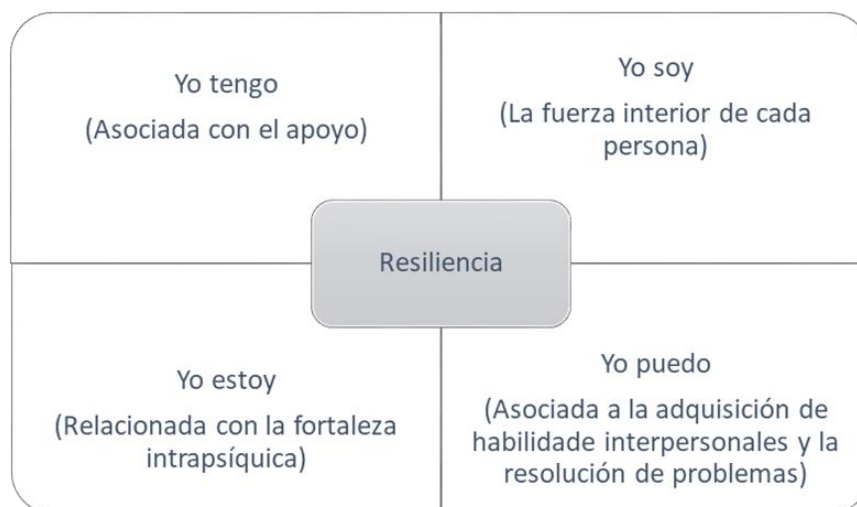 Yo tengo
(Asociada con el apoyo)
Yo soy
(La fuerza interior de cada
persona)
Resiliencia
Yo estoy
(Relacionada con la fortaleza
intrapsíquica)
Yo puedo
(Asociada a la adquisición de
habilidade interpersonales y la
resolución de problemas)